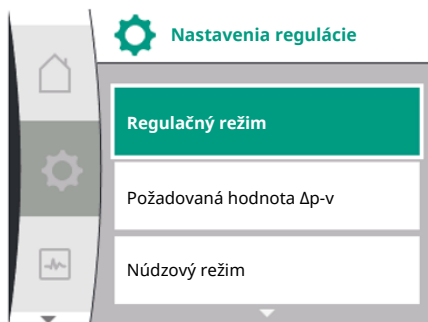 Nastavenia regulácie
Regulačný režim
Požadovaná hodnota Δp-v
Núdzový režim